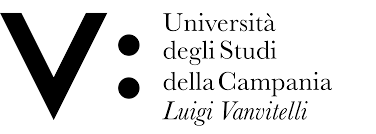 V:
Università
degli Studi
della Campania
Luigi Vanvitelli